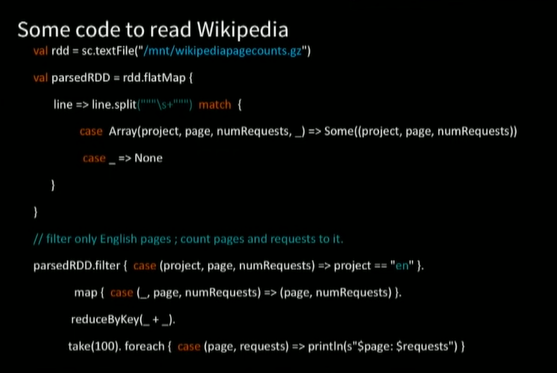 Some code to read Wikipedia
val rdd = sc.textFile("/mnt/wikipediapagecounts.gz")
val parsedRDD = rdd.flatMap {
line => line.split("""\s+""") match {
case Array(project, page, numRequests, _) => Some((project, page, numRequests))
case _ => None
}
}
// filter only English pages ; count pages and requests to it.
parsedRDD.filter { case (project, page, numRequests) => project == "en" }.
map { case (_, page, numRequests) => (page, numRequests) }.
reduceByKey(_ + _).
take(100). foreach { case (page, requests) => println(s"$page: $requests") }